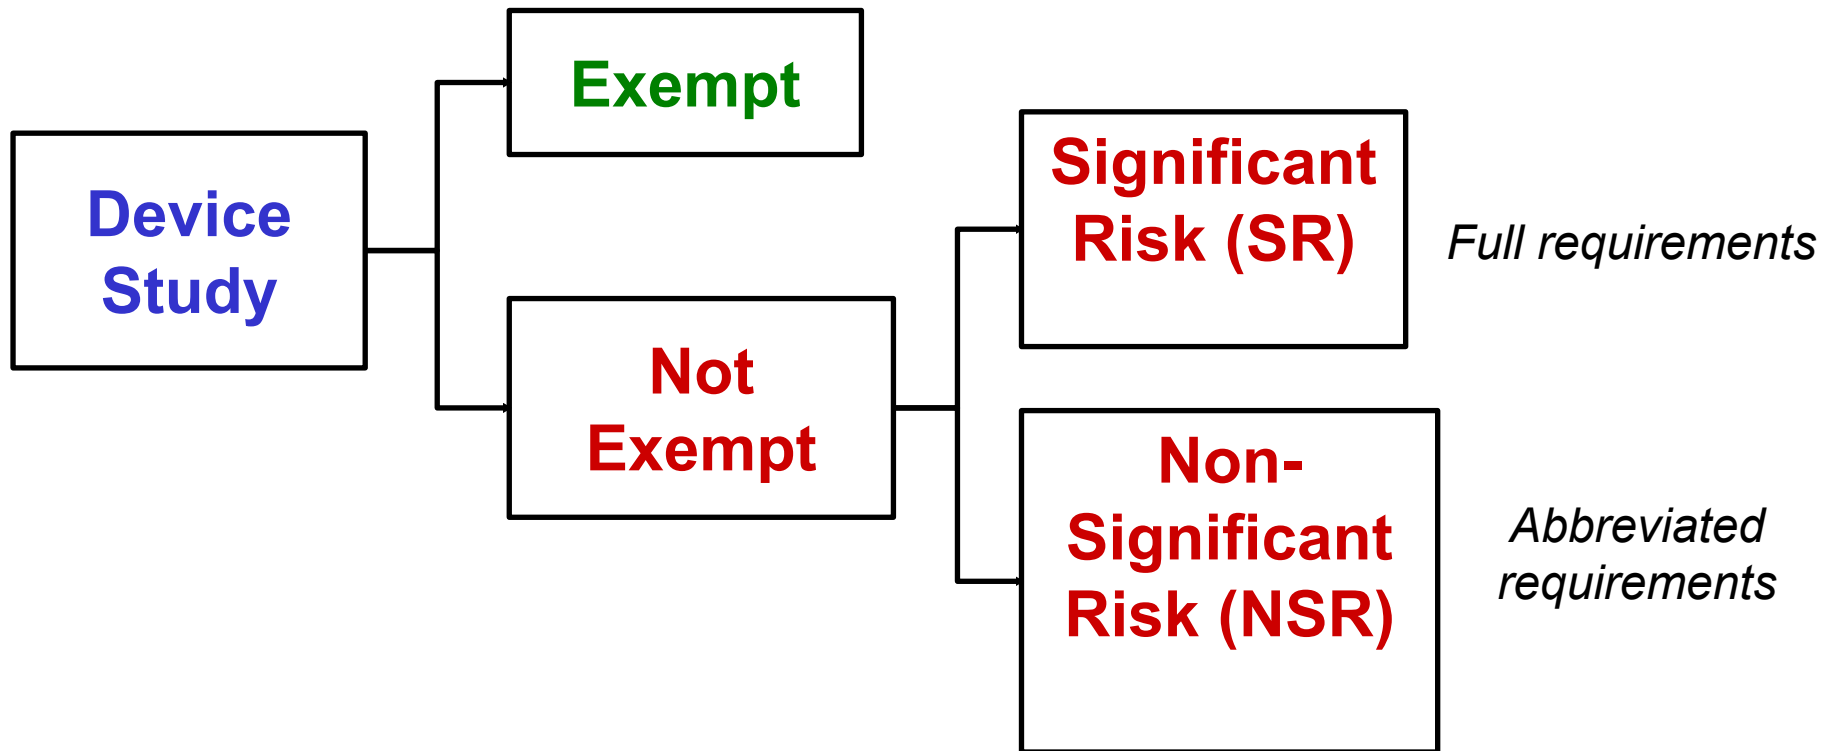 Device
Study
Exempt
Not
Exempt
Significant
Risk (SR)
Full requirements
Non-
Significant
Risk (NSR)
Abbreviated
requirements